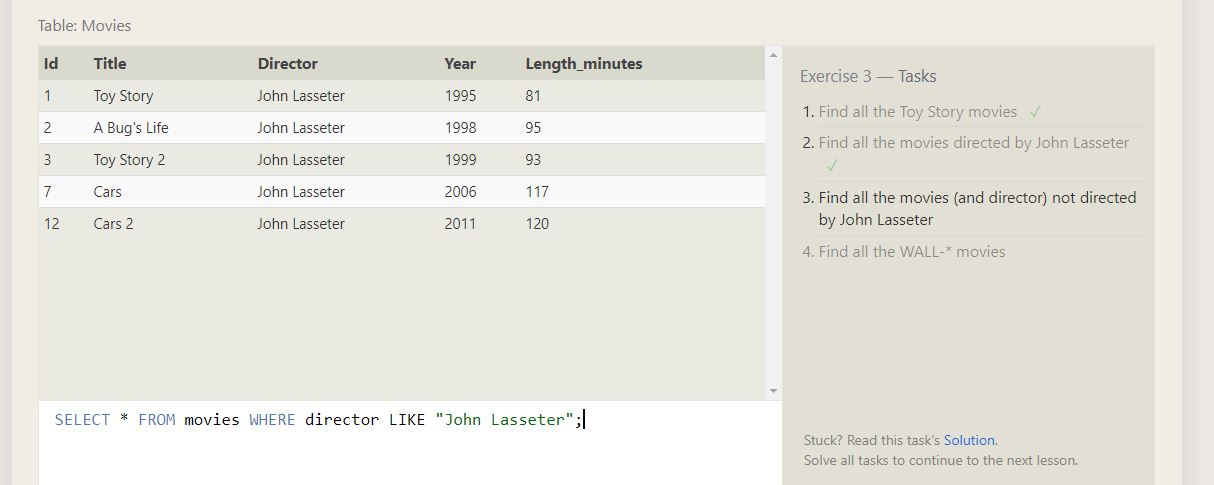 Table: Movies
Id Title Director Year Length_minutes
1 Toy Story John Lasseter 1995 81
2 A Bug's Life John Lasseter 1998 95
3 Toy Story 2 John Lasseter 1999 93
7 Cars John Lasseter 2006 117
12 Cars 2 John Lasseter 2011 120
SELECT * FROM movies WHERE director LIKE "John Lasseter";
Exercise 3 — Tasks
1. Find all the Toy Story movies ✓
2. Find all the movies directed by John Lasseter
✓
3. Find all the movies (and director) not directed
by John Lasseter
4. Find all the WALL-* movies
Stuck? Read this task's Solution.
Solve all tasks to continue to the next lesson.